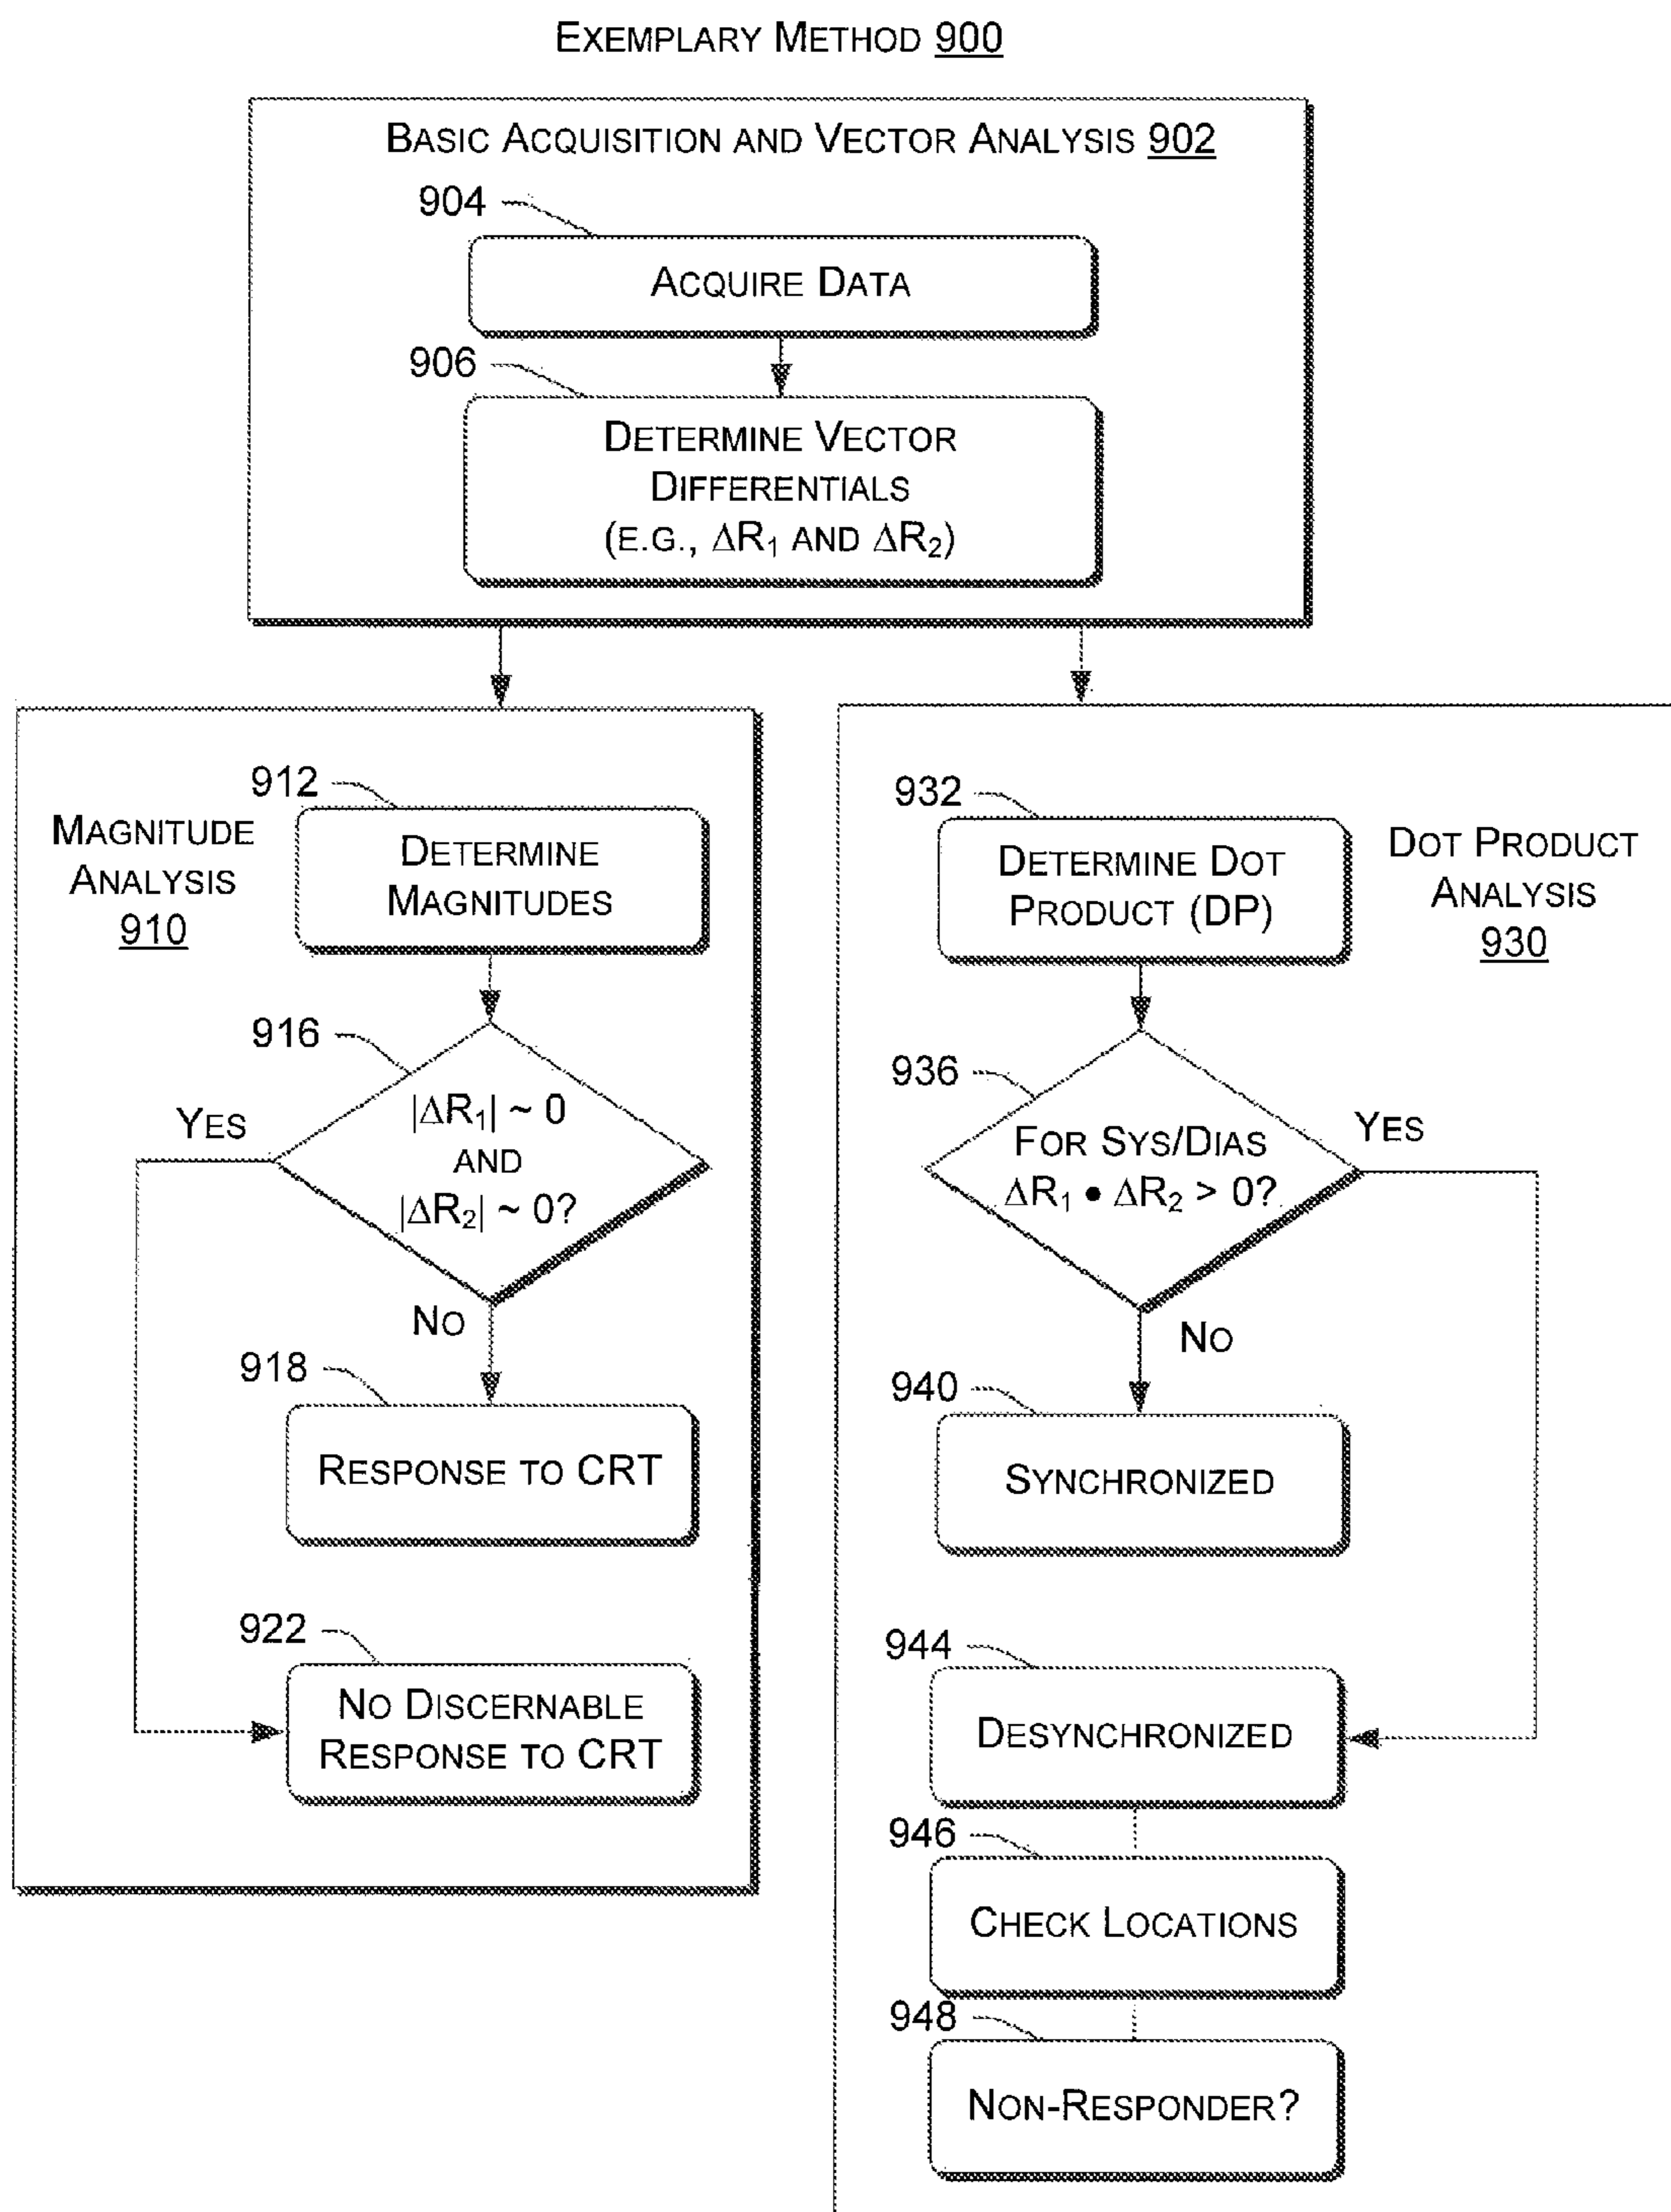 EXEMPLARY METHOD 900
BASIC ACQUISITION AND VECTOR ANALYSIS 902
904
ACQUIRE DATA
906
DETERMINE VECTOR
DIFFERENTIALS
(E.G., ΔR₁ AND ΔR₂)
MAGNITUDE
ANALYSIS
910
912
DETERMINE
MAGNITUDES
916
|ΔR₁| ~ 0
AND
|ΔR₂| ~ 0?
YES
NO
918
RESPONSE TO CRT
922
NO DISCERNABLE
RESPONSE TO CRT
DOT PRODUCT
ANALYSIS
930
932
DETERMINE DOT
PRODUCT (DP)
936
FOR SYS/DIAS
ΔR₁ • ΔR₂ > 0?
YES
NO
940
SYNCHRONIZED
944
DESYNCHRONIZED
946
CHECK LOCATIONS
948
NON-RESPONDER?